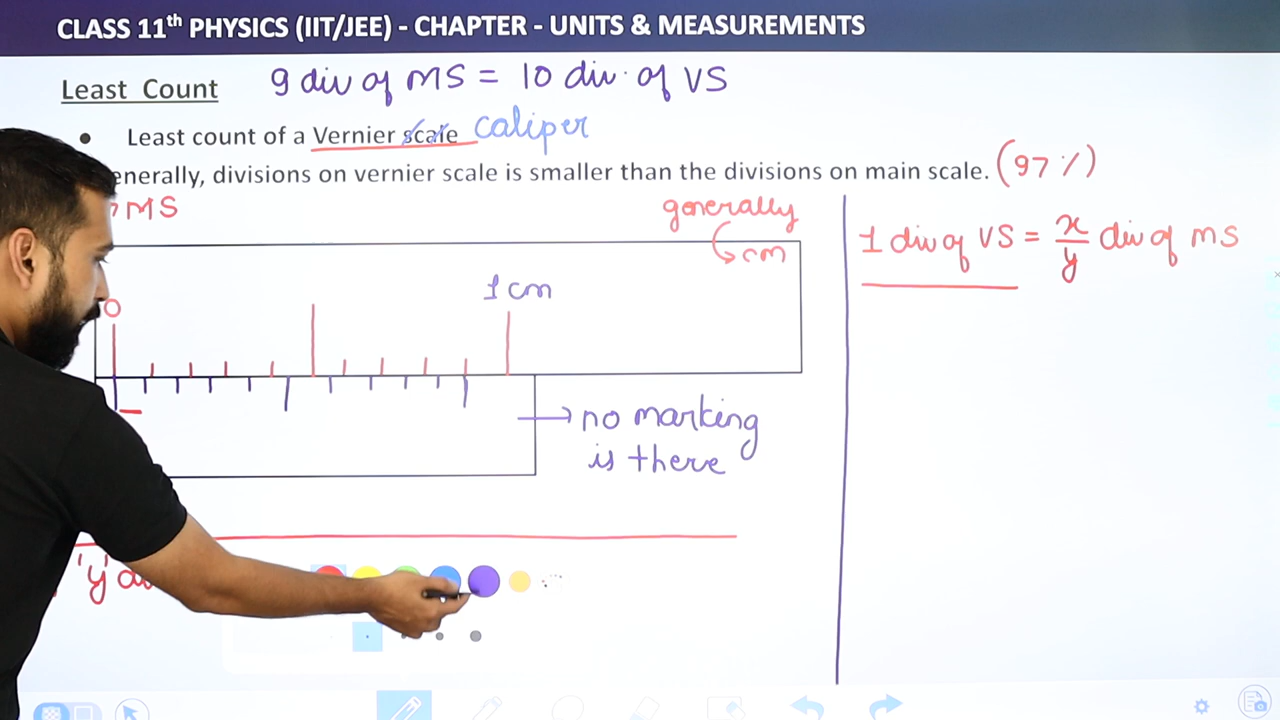 CLASS 11th PHYSICS (IIT/JEE) - CHAPTER - UNITS & MEASUREMENTS
Least Count 9 div of MS = 10 div. of VS
Least count of a Vernier scale caliper
enerally, divisions on vernier scale is smaller than the divisions on main scale. (97 %)
MS
generally
cm
0
1 cm
no marking
is there
'y'
1 div of VS = x/y div of MS